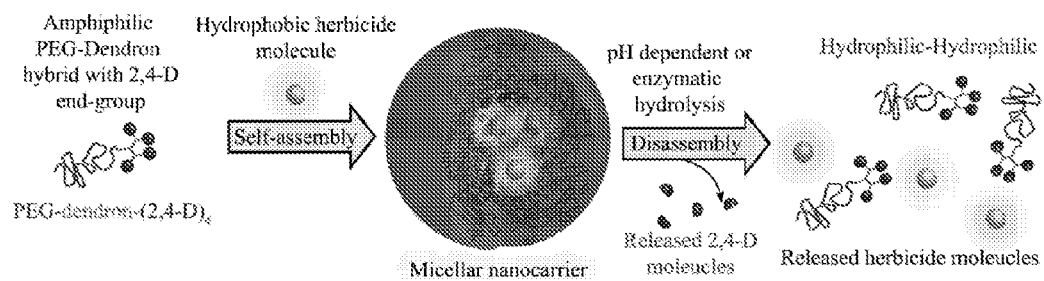 Amphiphilic
PEG-Dendron
hybrid with 2,4-D
end-group
PEG-dendron-(2,4-D)₄
Hydrophobic herbicide
molecule
Self-assembly
Micellar nanocarrier
pH dependent or
enzymatic
hydrolysis
Disassembly
Released 2,4-D
moleucles
Hydrophilic-Hydrophilic
Released herbicide moleucles